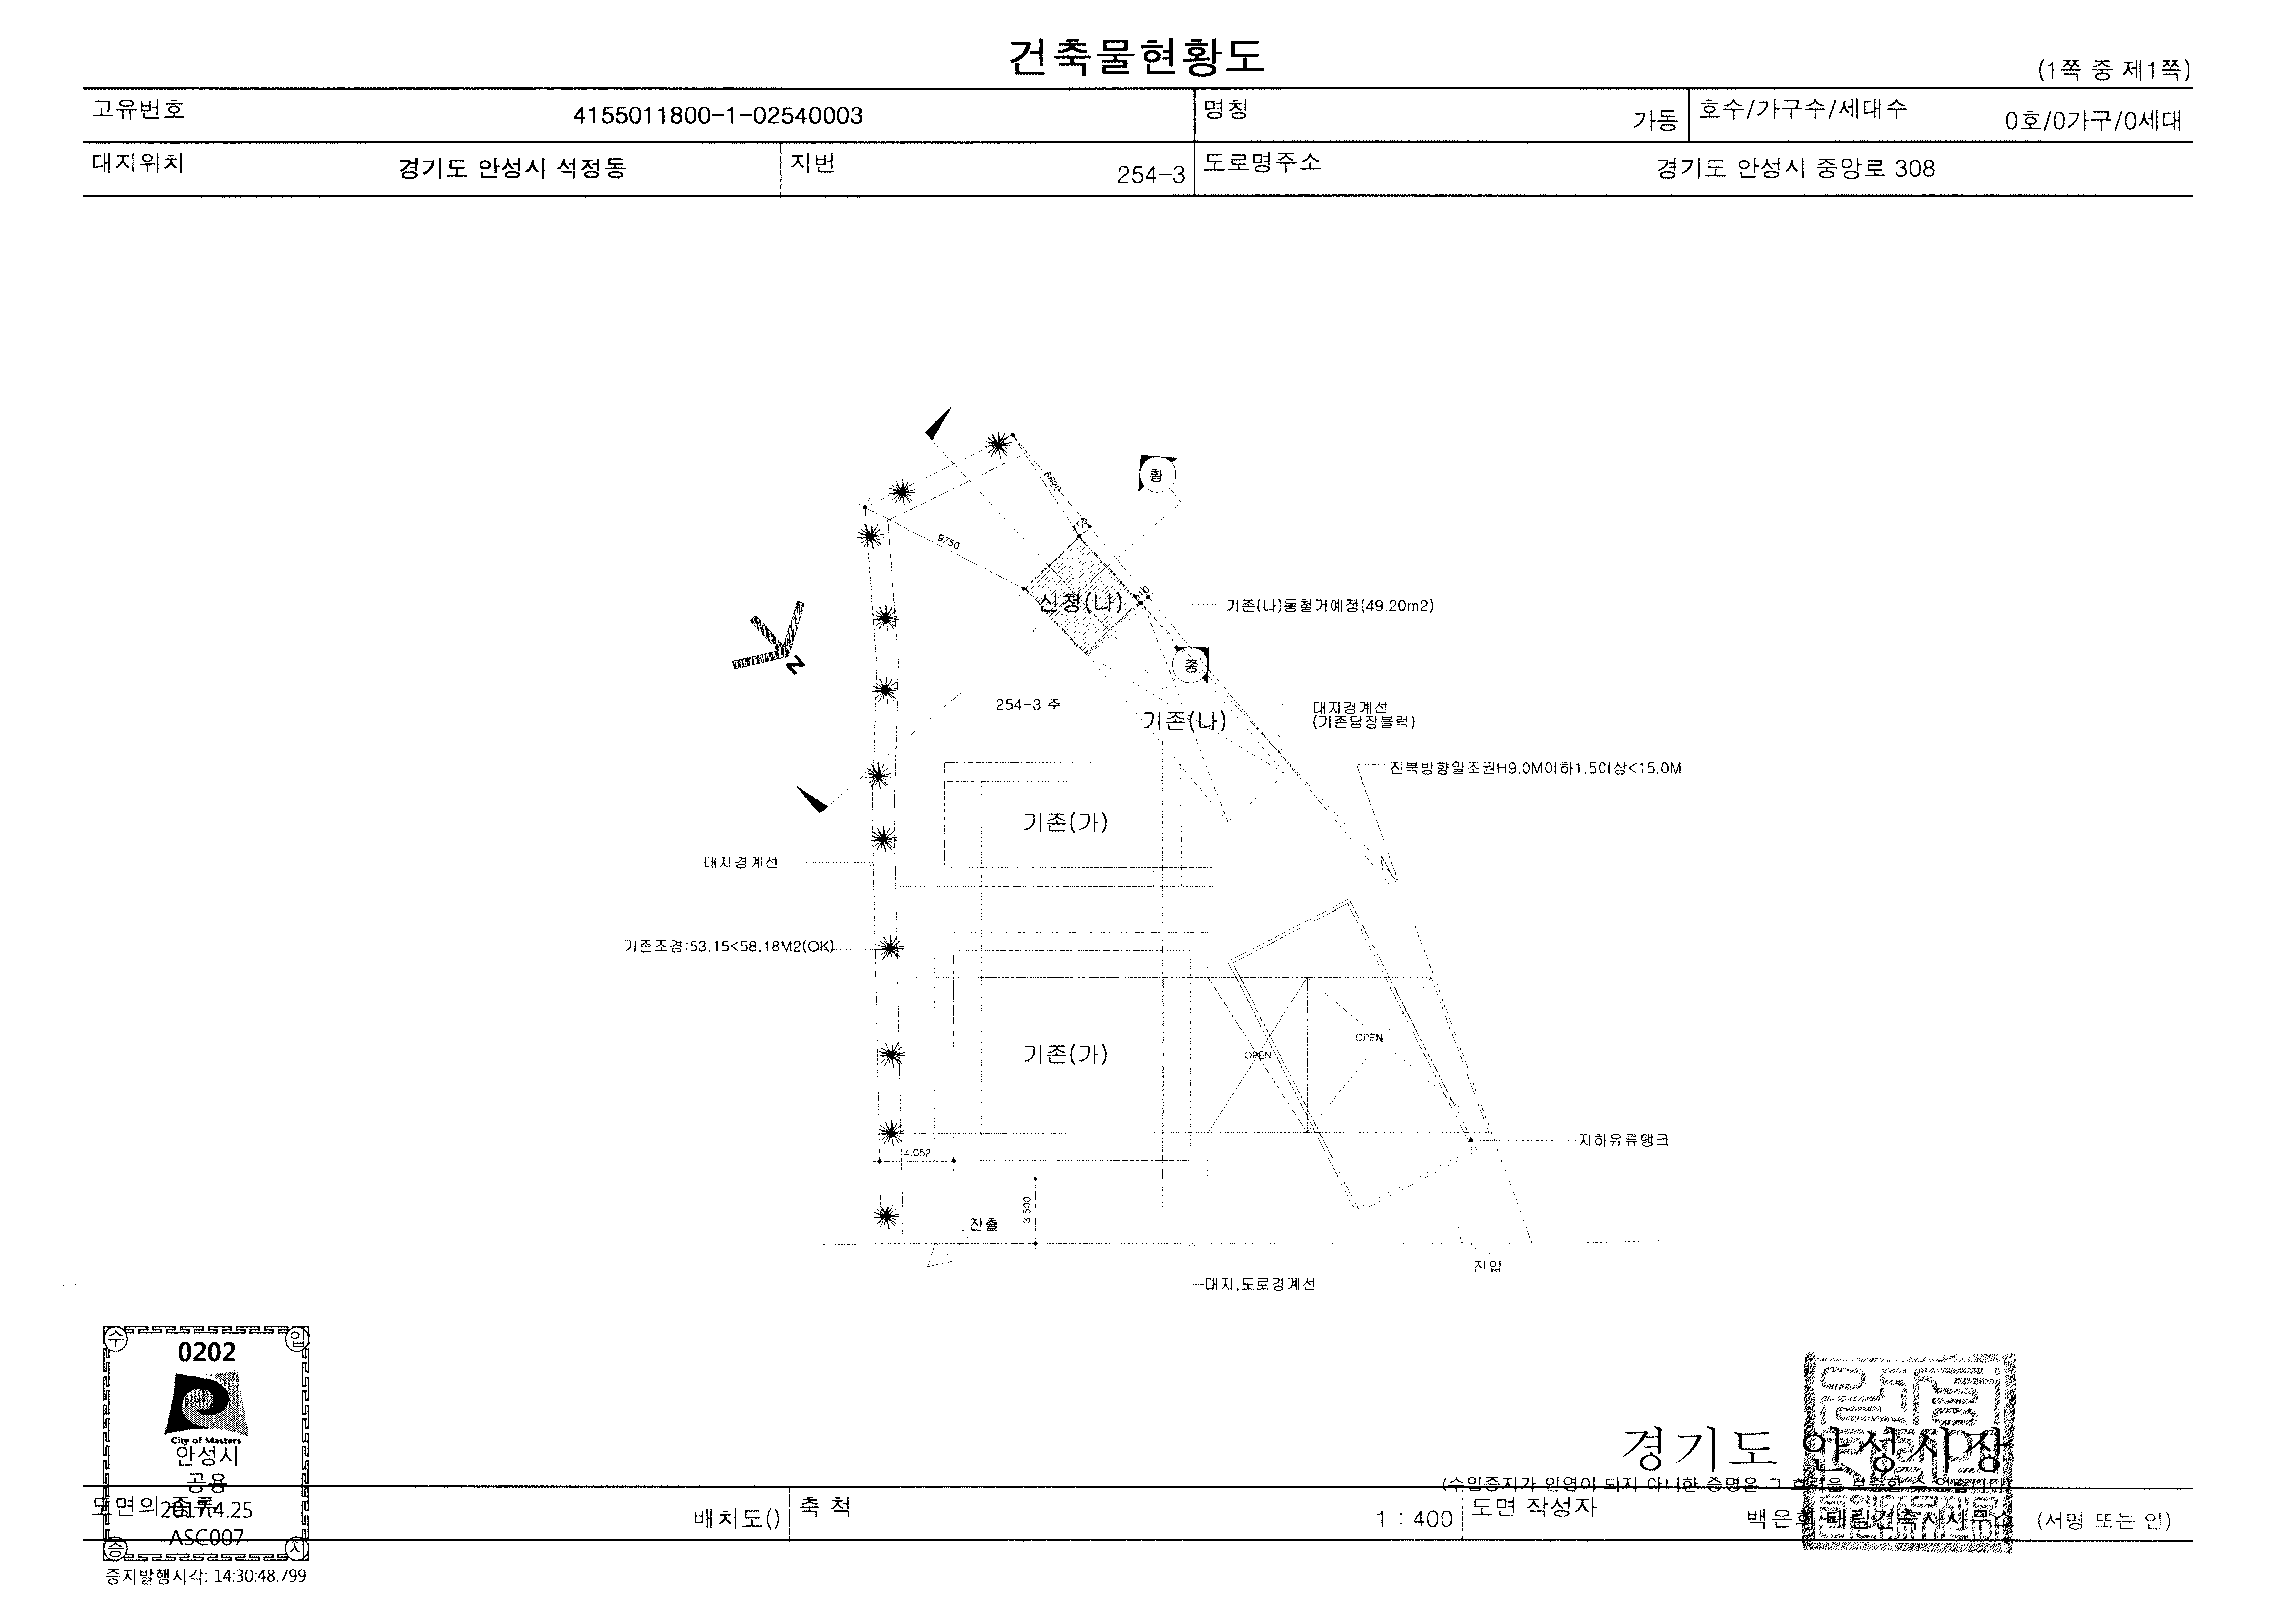 건축물현황도
(1쪽 중 제1쪽)
고유번호 4155011800-1-02540003 명칭 가동 호수/가구수/세대수 0호/0가구/0세대
대지위치 경기도 안성시 석정동 지번 254-3 도로명주소 경기도 안성시 중앙로 308
횡
6620
150
9750
610
신청(나)
기존(나)동철거예정(49.20m2)
N
종
254-3 주
기존(나)
대지경계선
(기존담장블럭)
진북방향일조권H9.0M이하1.50이상<15.0M
기존(가)
대지경계선
기존조경:53.15<58.18M2(OK)
OPEN
OPEN
기존(가)
지하유류탱크
4,052
3,500
진출
진입
대지,도로경계선
수 입
0202
City of Masters
안성시
공용
2017.4.25
ASC007
증 지
증지발행시각: 14:30:48.799
경기도 안성시장
(수입증지가 인영이 되지 아니한 증명은 그 효력을 보증할 수 없습니다)
도면의 종류 배치도() 축 척 1 : 400 도면 작성자 백은회 태림건축사사무소 (서명 또는 인)